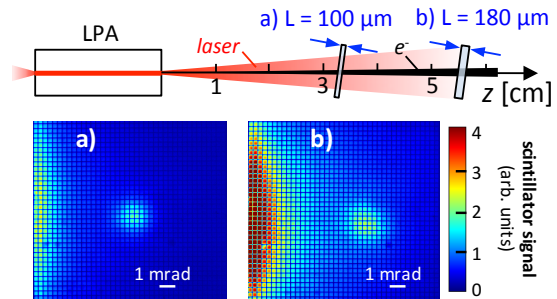 LPA
a) L = 100 µm
b) L = 180 µm
laser
e-
1
3
5
z [cm]
a)
1 mrad
b)
1 mrad
4
3
2
1
0
scintillator signal
(arb. units)